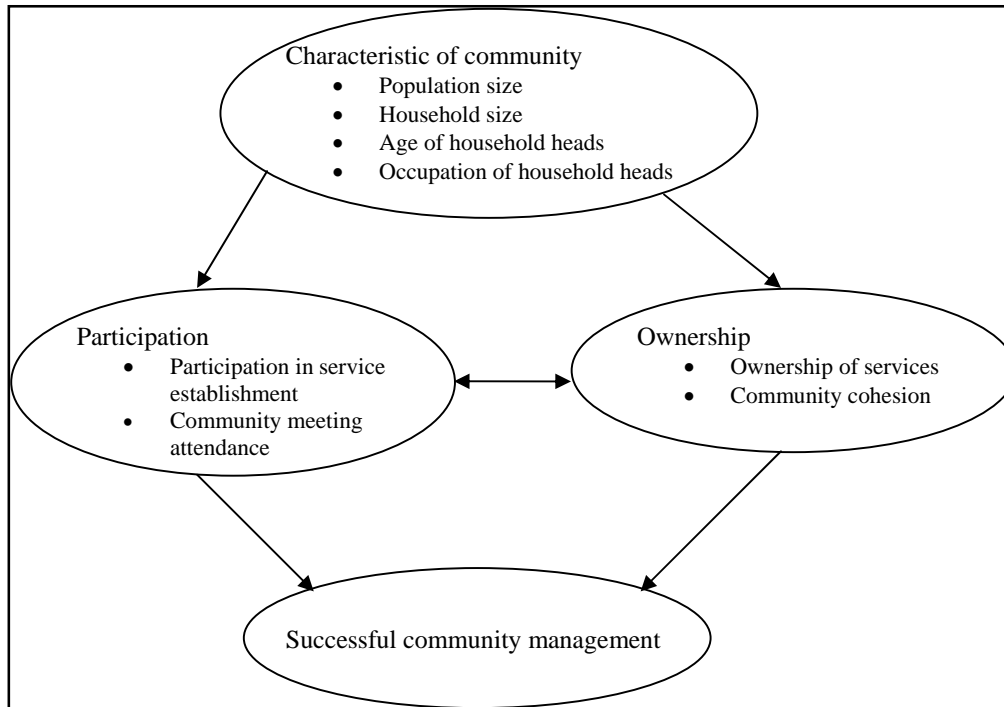 Characteristic of community
• Population size
• Household size
• Age of household heads
• Occupation of household heads
Participation
• Participation in service
establishment
• Community meeting
attendance
Ownership
• Ownership of services
• Community cohesion
Successful community management